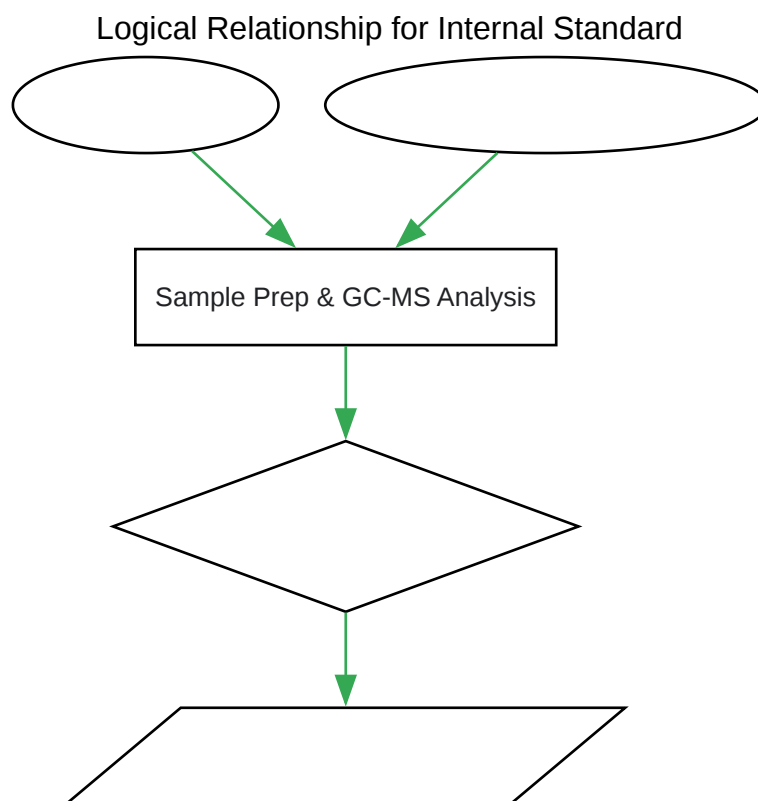 Logical Relationship for Internal Standard
Sample Prep & GC-MS Analysis